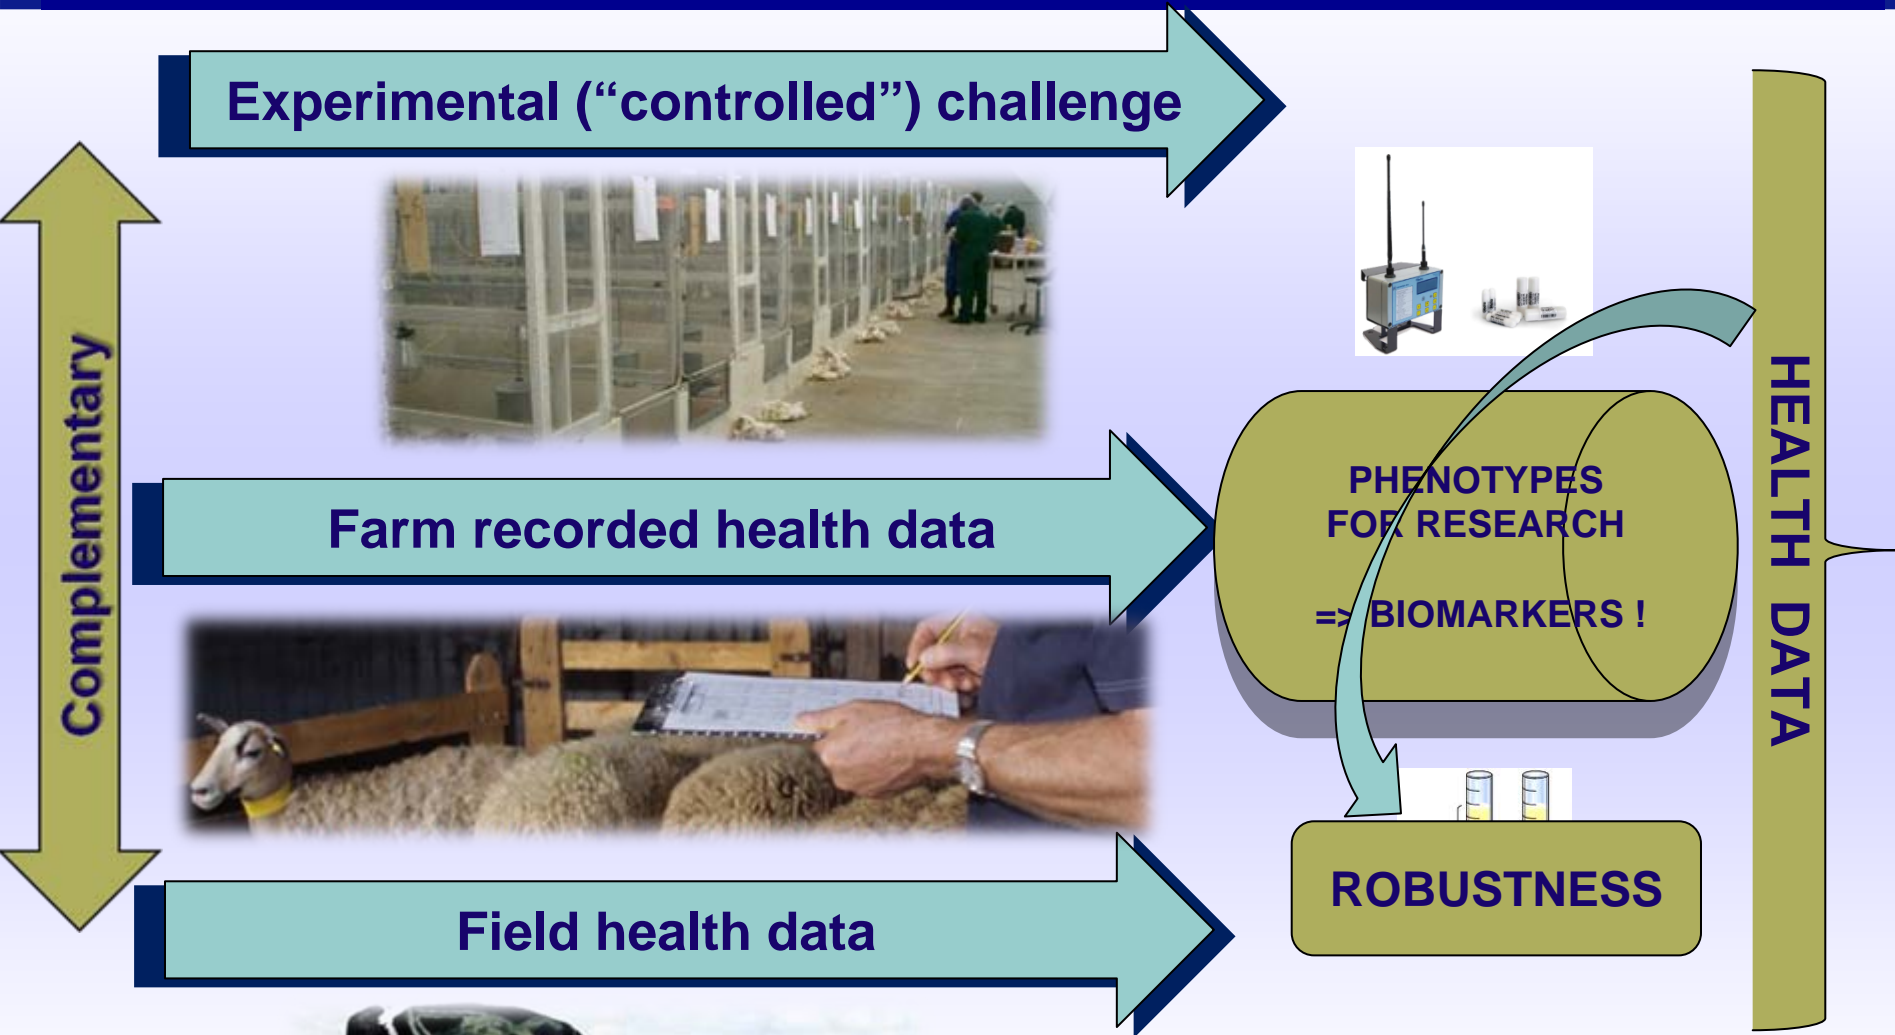 Experimental (“controlled”) challenge
Complementary
Farm recorded health data
PHENOTYPES
FOR RESEARCH
=> BIOMARKERS !
HEALTH DATA
ROBUSTNESS
Field health data